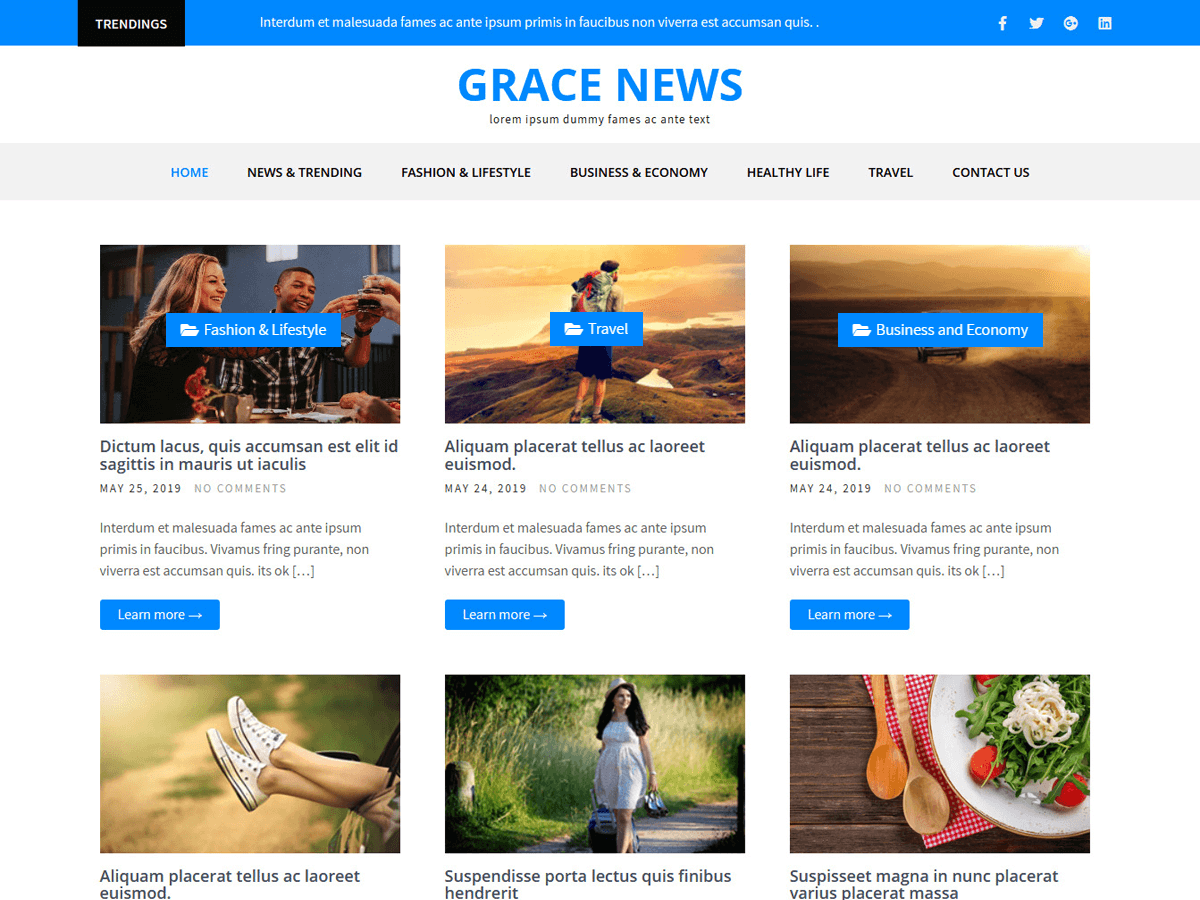 TRENDINGS
Interdum et malesuada fames ac ante ipsum primis in faucibus non viverra est accumsan quis. .
GRACE NEWS
lorem ipsum dummy fames ac ante text
HOME NEWS & TRENDING FASHION & LIFESTYLE BUSINESS & ECONOMY HEALTHY LIFE TRAVEL CONTACT US
Fashion & Lifestyle
Dictum lacus, quis accumsan est elit id
sagittis in mauris ut iaculis
MAY 25, 2019 NO COMMENTS
Interdum et malesuada fames ac ante ipsum
primis in faucibus. Vivamus fring purante, non
viverra est accumsan quis. its ok […]
Learn more →
Travel
Aliquam placerat tellus ac laoreet
euismod.
MAY 24, 2019 NO COMMENTS
Interdum et malesuada fames ac ante ipsum
primis in faucibus. Vivamus fring purante, non
viverra est accumsan quis. its ok […]
Learn more →
Business and Economy
Aliquam placerat tellus ac laoreet
euismod.
MAY 24, 2019 NO COMMENTS
Interdum et malesuada fames ac ante ipsum
primis in faucibus. Vivamus fring purante, non
viverra est accumsan quis. its ok […]
Learn more →
Aliquam placerat tellus ac laoreet
euismod.
Suspendisse porta lectus quis finibus
hendrerit
Suspisseet magna in nunc placerat
varius placerat massa